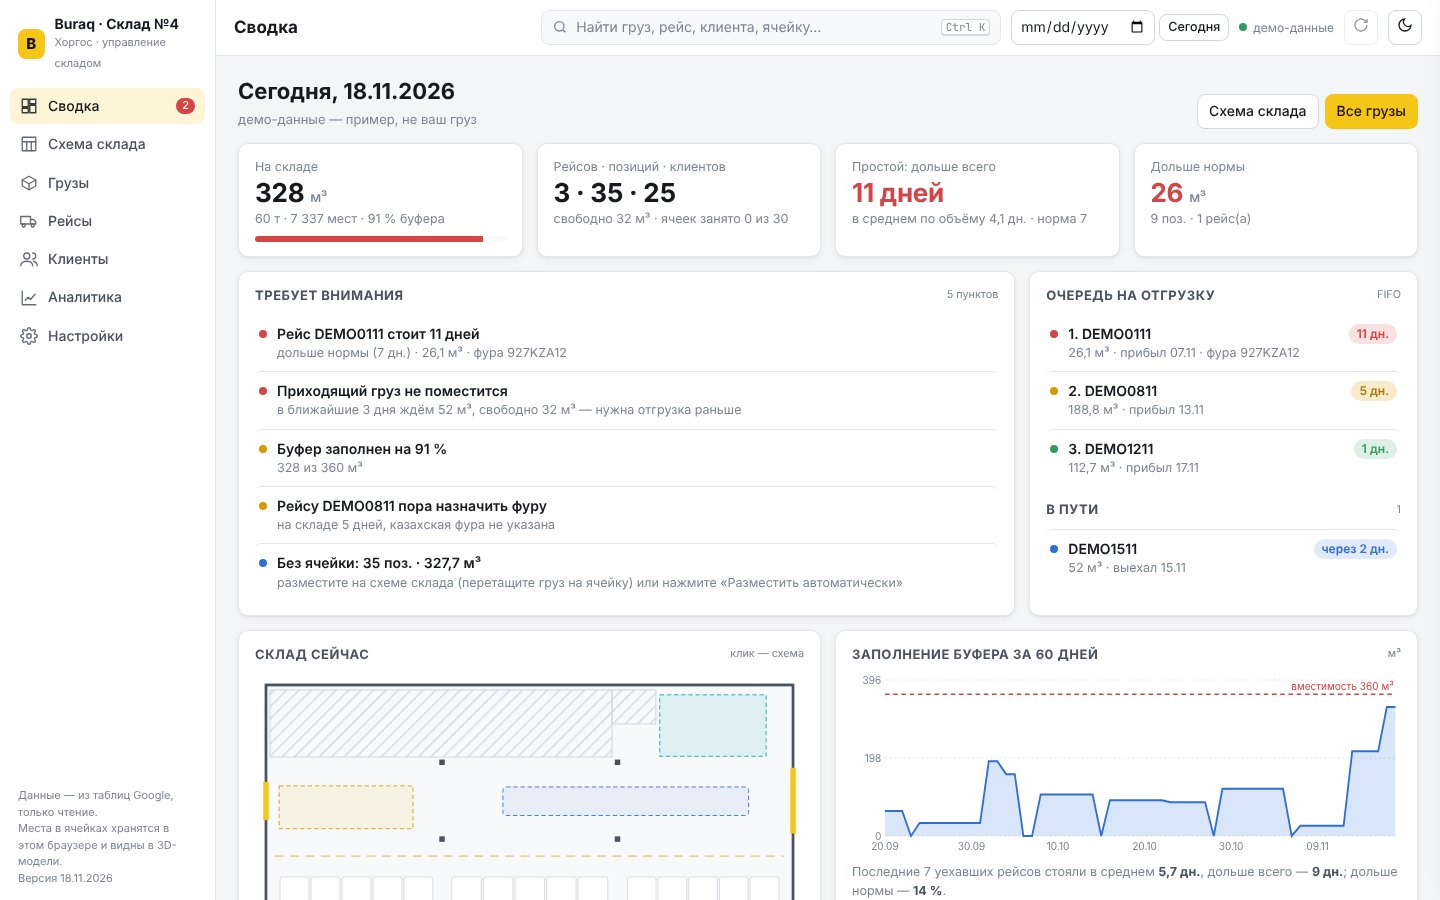 B
Buraq · Склад №4
Хоргос · управление
складом
Сводка
2
Схема склада
Грузы
Рейсы
Клиенты
Аналитика
Настройки
Данные — из таблиц Google,
только чтение.
Места в ячейках хранятся в
этом браузере и видны в 3D-
модели.
Версия 18.11.2026
Сводка
Найти груз, рейс, клиента, ячейку...
Ctrl K
mm/dd/yyyy
Сегодня
демо-данные
Сегодня, 18.11.2026
демо-данные — пример, не ваш груз
Схема склада
Все грузы
На складе
328 м³
60 т · 7 337 мест · 91 % буфера
Рейсов · позиций · клиентов
3 · 35 · 25
свободно 32 м³ · ячеек занято 0 из 30
Простой: дольше всего
11 дней
в среднем по объёму 4,1 дн. · норма 7
Дольше нормы
26 м³
9 поз. · 1 рейс(а)
ТРЕБУЕТ ВНИМАНИЯ
5 пунктов
Рейс DEMO0111 стоит 11 дней
дольше нормы (7 дн.) · 26,1 м³ · фура 927KZA12
Приходящий груз не поместится
в ближайшие 3 дня ждём 52 м³, свободно 32 м³ — нужна отгрузка раньше
Буфер заполнен на 91 %
328 из 360 м³
Рейсу DEMO0811 пора назначить фуру
на складе 5 дней, казахская фура не указана
Без ячейки: 35 поз. · 327,7 м³
разместите на схеме склада (перетащите груз на ячейку) или нажмите «Разместить автоматически»
ОЧЕРЕДЬ НА ОТГРУЗКУ
FIFO
1. DEMO0111
11 дн.
26,1 м³ · прибыл 07.11 · фура 927KZA12
2. DEMO0811
5 дн.
188,8 м³ · прибыл 13.11
3. DEMO1211
1 дн.
112,7 м³ · прибыл 17.11
В ПУТИ
1
DEMO1511
через 2 дн.
52 м³ · выехал 15.11
СКЛАД СЕЙЧАС
клик — схема
ЗАПОЛНЕНИЕ БУФЕРА ЗА 60 ДНЕЙ
м³
396
вместимость 360 м³
198
0
20.09 30.09 10.10 20.10 30.10 09.11
Последние 7 уехавших рейсов стояли в среднем 5,7 дн., дольше всего — 9 дн.; дольше
нормы — 14 %.